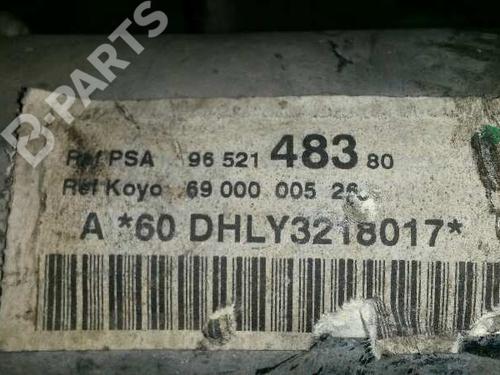 B-PARTS
Ref PSA 96 521 483 80
Ref Koyo 69 000 005 26
A *60 DHLY3218017*